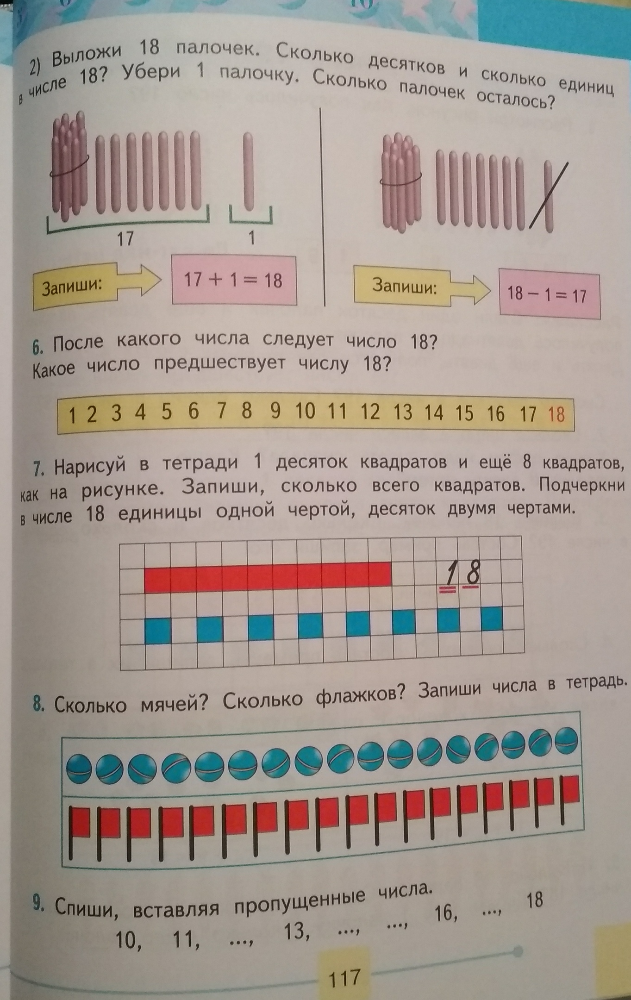 2) Выложи 18 палочек. Сколько десятков и сколько единиц
в числе 18? Убери 1 палочку. Сколько палочек осталось?
17
1
Запиши:
17 + 1 = 18
Запиши:
18 – 1 = 17
6. После какого числа следует число 18?
Какое число предшествует числу 18?
1 2 3 4 5 6 7 8 9 10 11 12 13 14 15 16 17 18
7. Нарисуй в тетради 1 десяток квадратов и ещё 8 квадратов,
как на рисунке. Запиши, сколько всего квадратов. Подчеркни
в числе 18 единицы одной чертой, десяток двумя чертами.
18
8. Сколько мячей? Сколько флажков? Запиши числа в тетрадь.
9. Спиши, вставляя пропущенные числа.
10, 11, ..., 13, ..., ..., 16, ..., 18
117